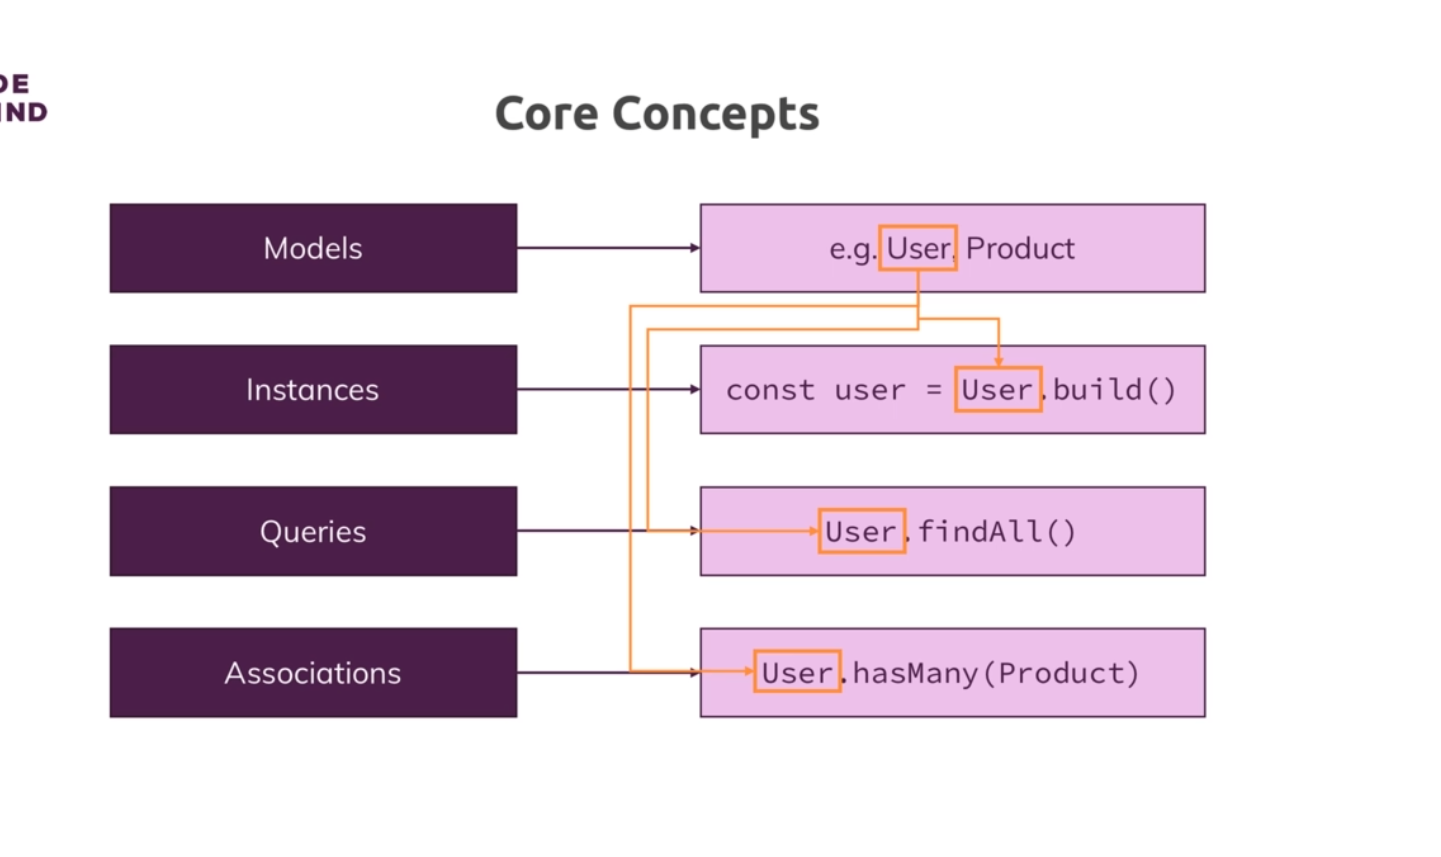 DE
IND
Core Concepts
Models
e.g. User, Product
Instances
const user = User.build()
Queries
User.findAll()
Associations
User.hasMany(Product)